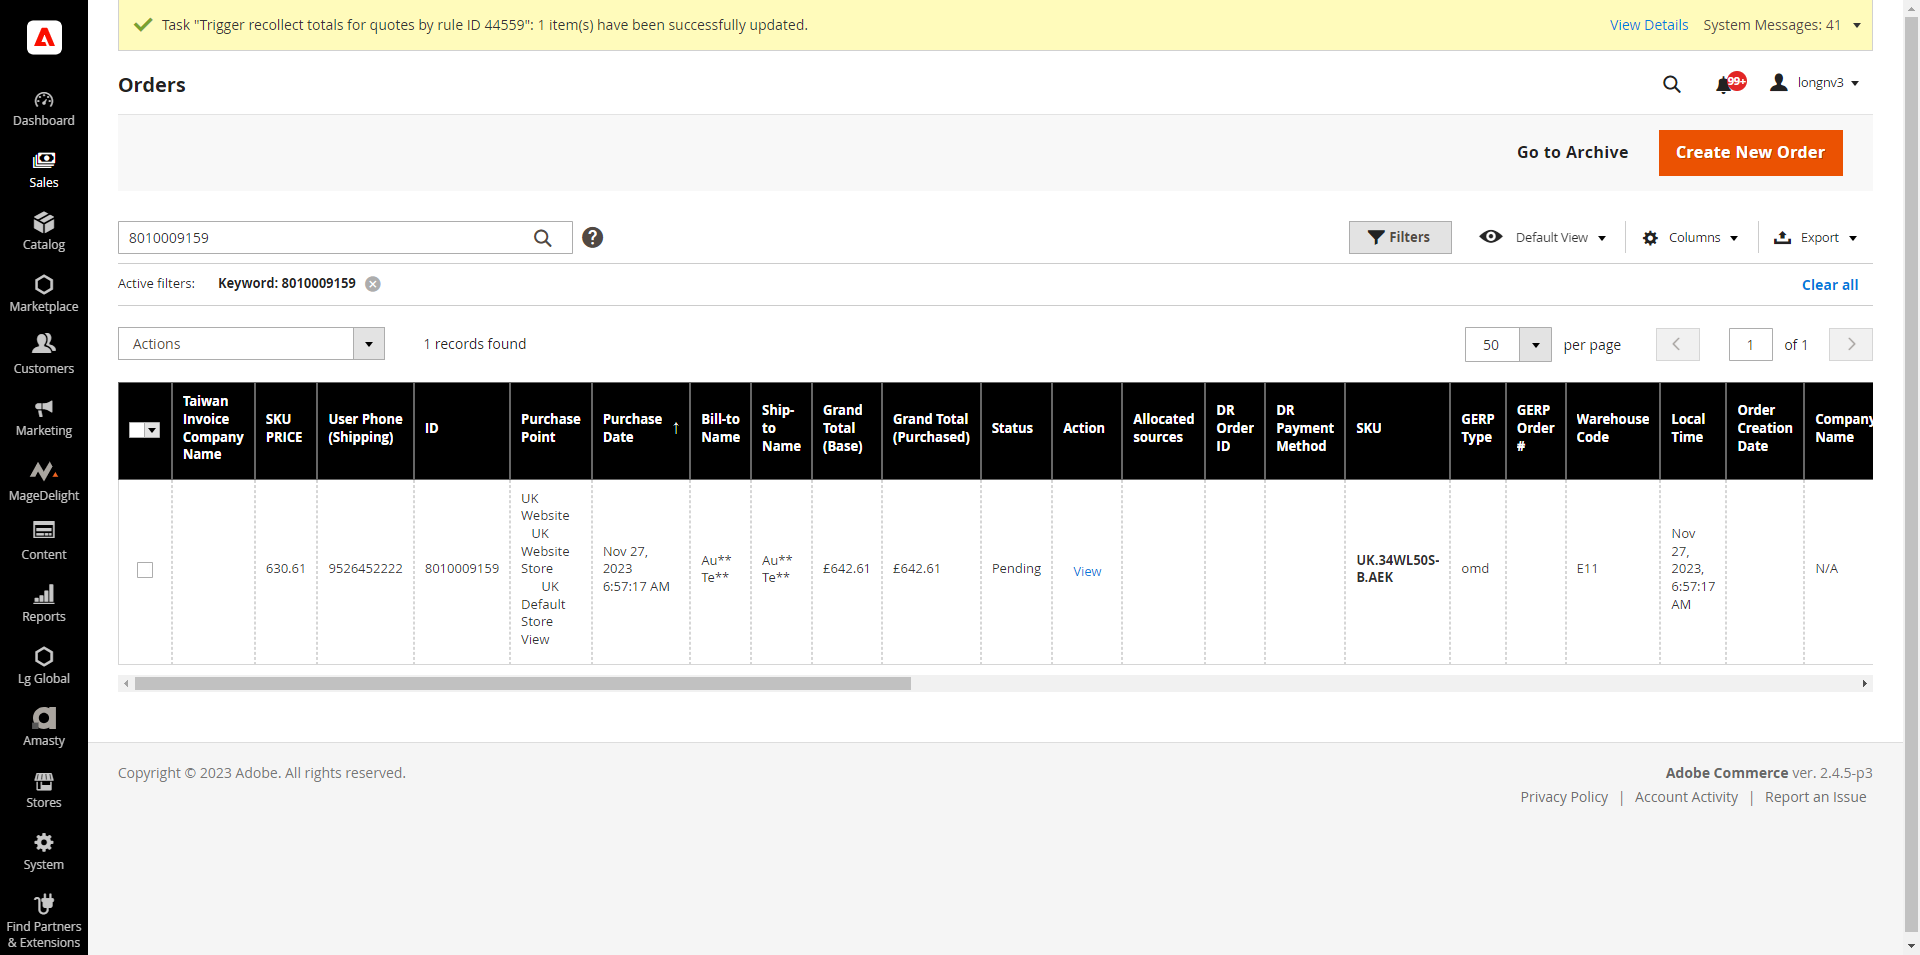 Task "Trigger recollect totals for quotes by rule ID 44559": 1 item(s) have been successfully updated.
View Details
System Messages: 41
Dashboard
Sales
Catalog
Marketplace
Customers
Marketing
MageDelight
Content
Reports
Lg Global
Amasty
Stores
System
Find Partners
& Extensions
Orders
99+
longnv3
Go to Archive
Create New Order
8010009159
?
Filters
Default View
Columns
Export
Active filters:
Keyword: 8010009159
Clear all
Actions
1 records found
50
per page
1
of 1
Taiwan
Invoice
Company
Name
SKU
PRICE
User Phone
(Shipping)
ID
Purchase
Point
Purchase
Date
↑
Bill-to
Name
Ship-
to
Name
Grand
Total
(Base)
Grand Total
(Purchased)
Status
Action
Allocated
sources
DR
Order
ID
DR
Payment
Method
SKU
GERP
Type
GERP
Order
#
Warehouse
Code
Local
Time
Order
Creation
Date
Company
Name
630.61
9526452222
8010009159
UK
Website
UK
Website
Store
UK
Default
Store
View
Nov 27,
2023
6:57:17 AM
Au**
Te**
Au**
Te**
£642.61
£642.61
Pending
View
UK.34WL50S-
B.AEK
omd
E11
Nov
27,
2023,
6:57:17
AM
N/A
Copyright © 2023 Adobe. All rights reserved.
Adobe Commerce ver. 2.4.5-p3
Privacy Policy | Account Activity | Report an Issue